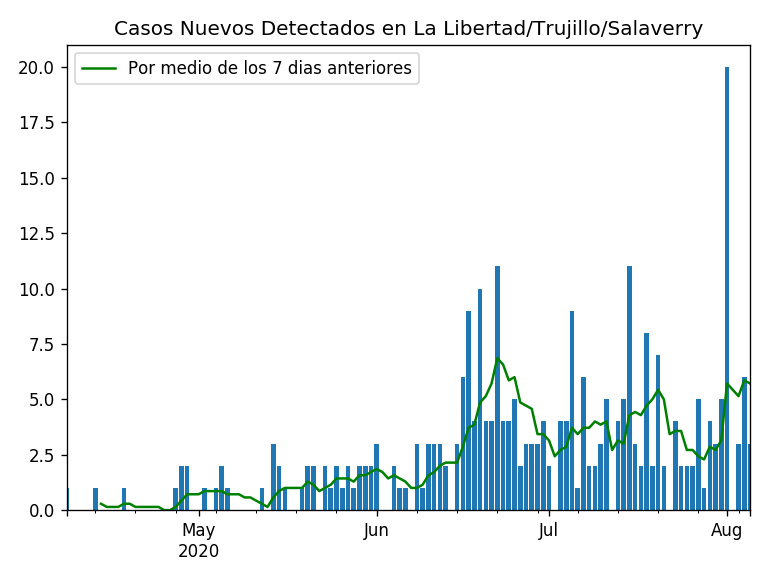 Casos Nuevos Detectados en La Libertad/Trujillo/Salaverry
Por medio de los 7 dias anteriores
20.0
17.5
15.0
12.5
10.0
7.5
5.0
2.5
0.0
May
2020
Jun
Jul
Aug